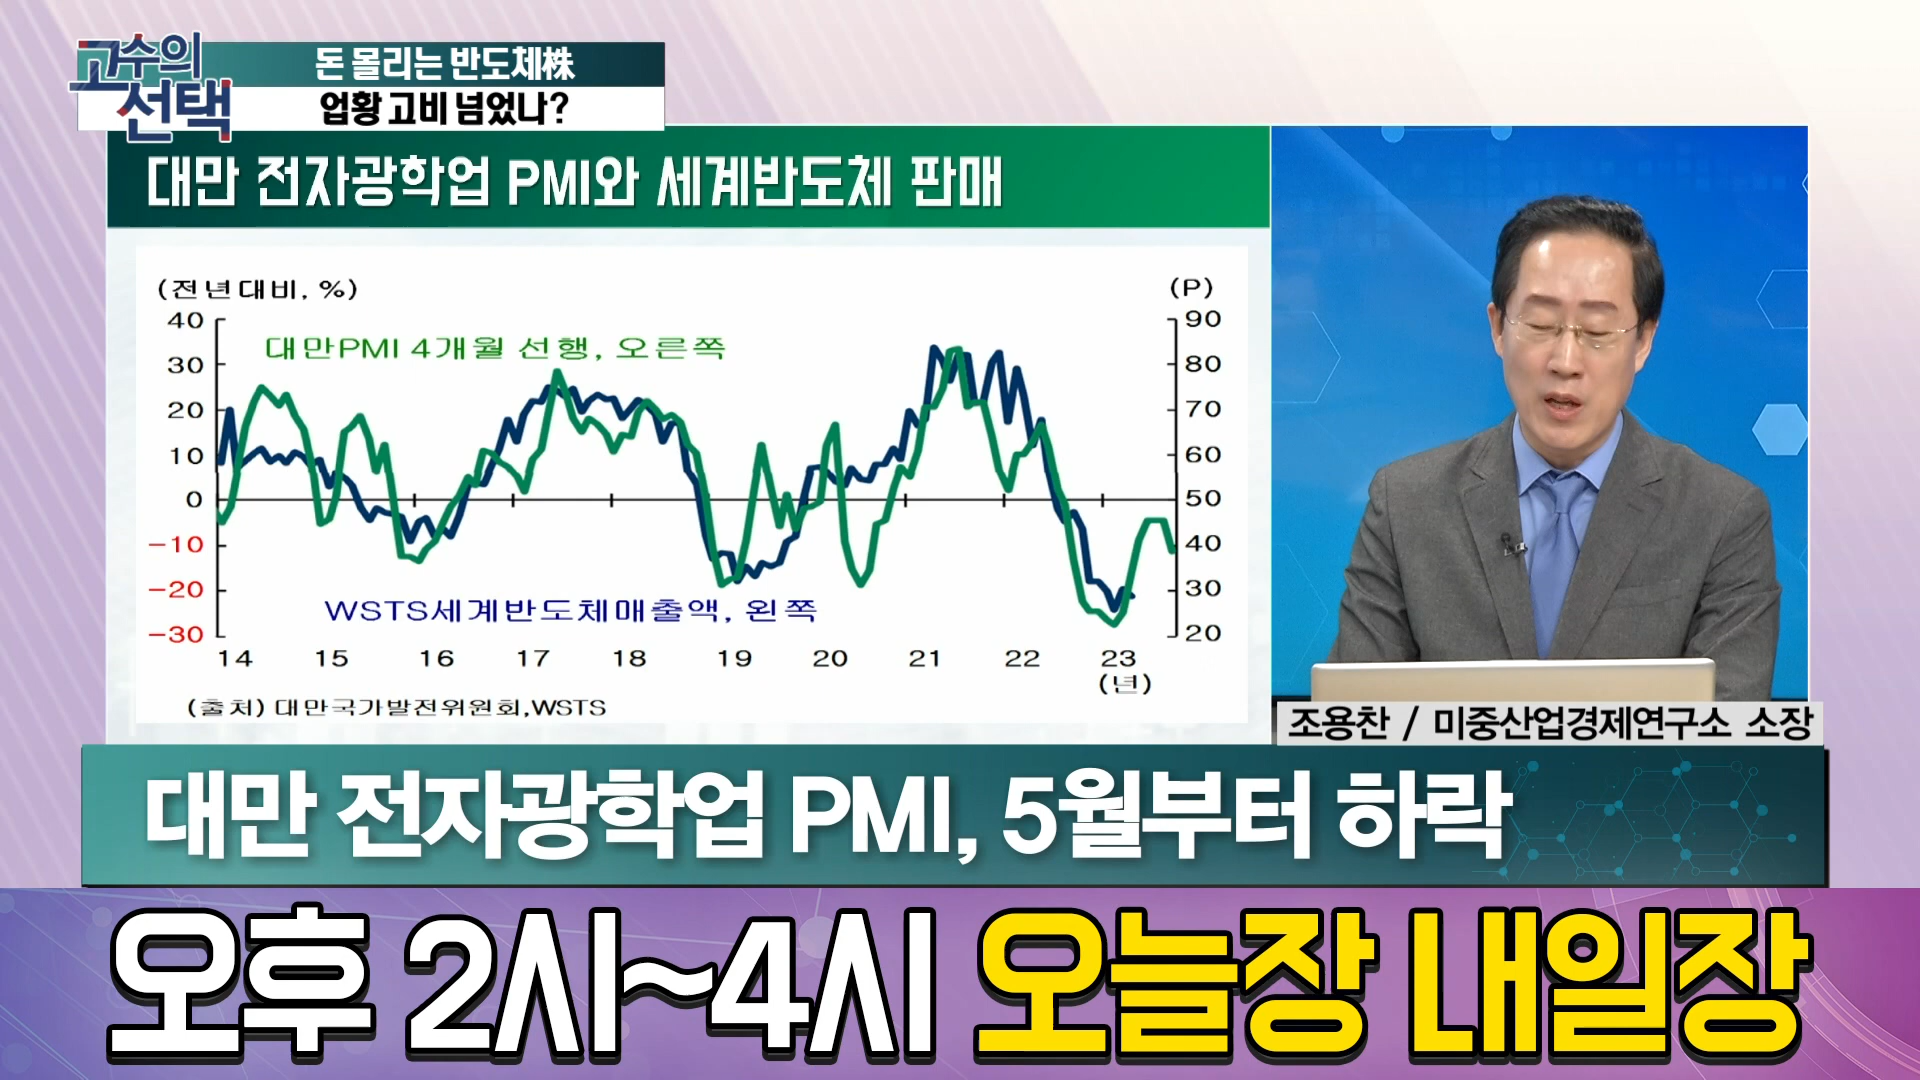 고수의
선택
돈 몰리는 반도체株
업황 고비 넘었나?
대만 전자광학업 PMI와 세계반도체 판매
(전년대비, %)
(P)
40
30
20
10
0
-10
-20
-30
대만PMI 4개월 선행, 오른쪽
WSTS세계반도체매출액, 왼쪽
90
80
70
60
50
40
30
20
14 15 16 17 18 19 20 21 22 23
(년)
(출처) 대만국가발전위원회,WSTS
조용찬 / 미중산업경제연구소 소장
대만 전자광학업 PMI, 5월부터 하락
오후 2시~4시 오늘장 내일장